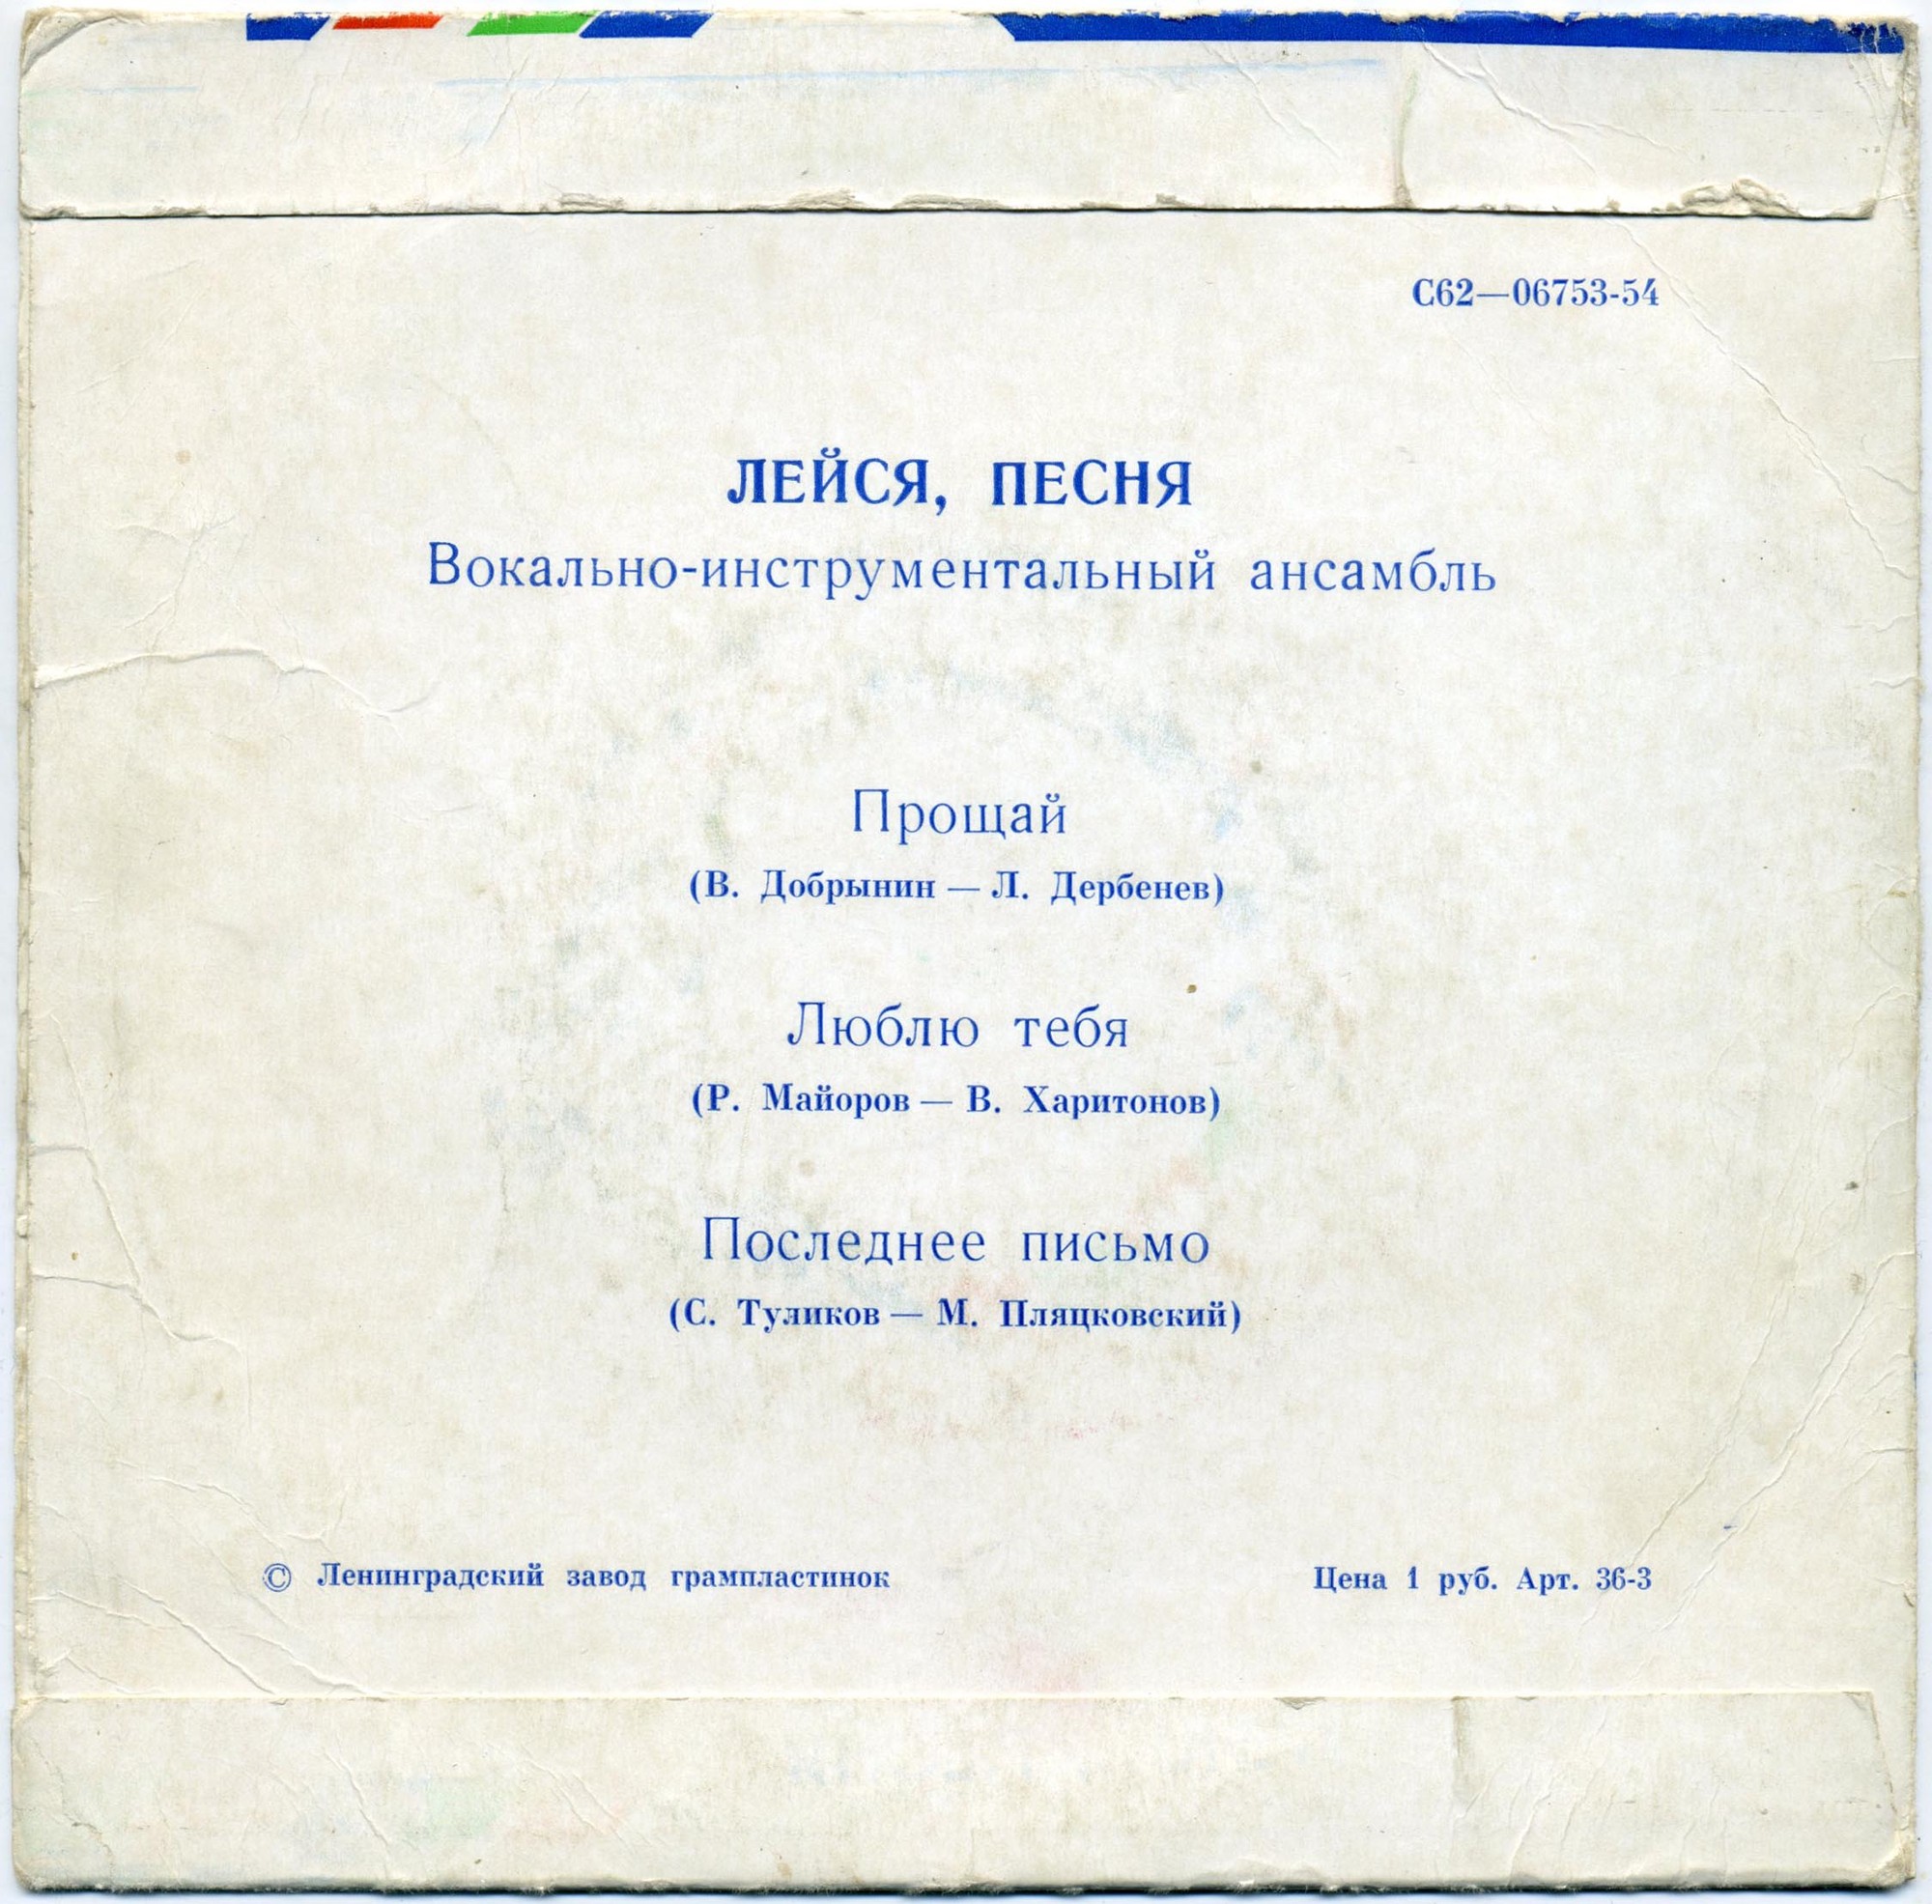 С62—06753-54
ЛЕЙСЯ, ПЕСНЯ
Вокально-инструментальный ансамбль
Прощай
(В. Добрынин — Л. Дербенев)
Люблю тебя
(Р. Майоров — В. Харитонов)
Последнее письмо
(С. Туликов — М. Пляцковский)
© Ленинградский завод грампластинок
Цена 1 руб. Арт. 36-3